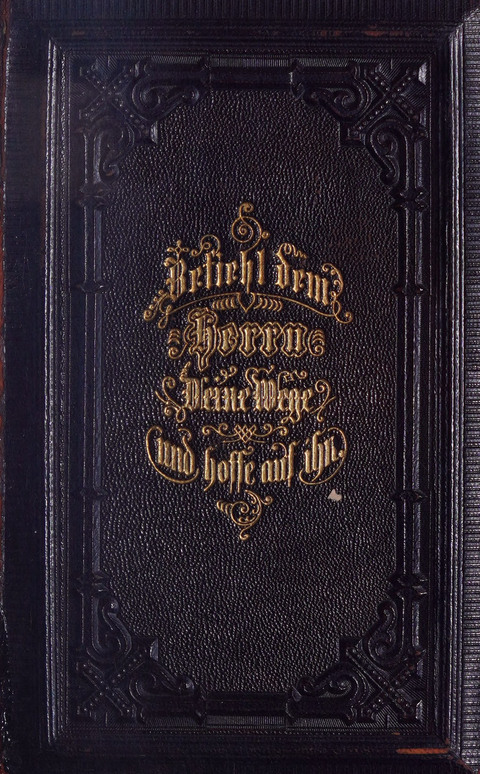 Befiehl dem
Herrn
Deine Wege
und hoffe auf ihn.